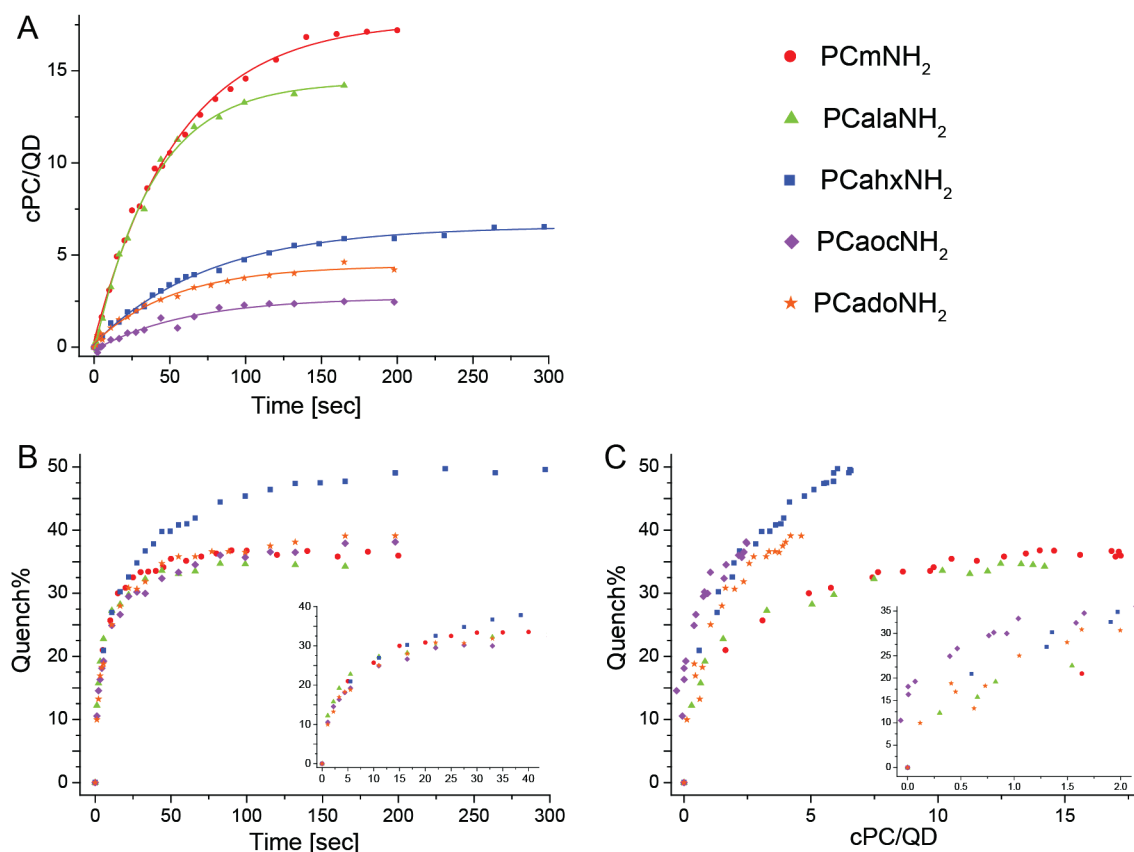 A
15
10
5
0
cPC/QD
0 50 100 150 200 250 300
Time [sec]
PCmNH₂
PCalaNH₂
PCahxNH₂
PCaocNH₂
PCadoNH₂
B
50
40
30
20
10
0
Quench%
0 50 100 150 200 250 300
Time [sec]
40
30
20
10
0
0 5 10 15 20 25 30 35 40
C
50
40
30
20
10
0
Quench%
0 5 10 15
cPC/QD
35
30
25
20
15
10
5
0
0.0 0.5 1.0 1.5 2.0